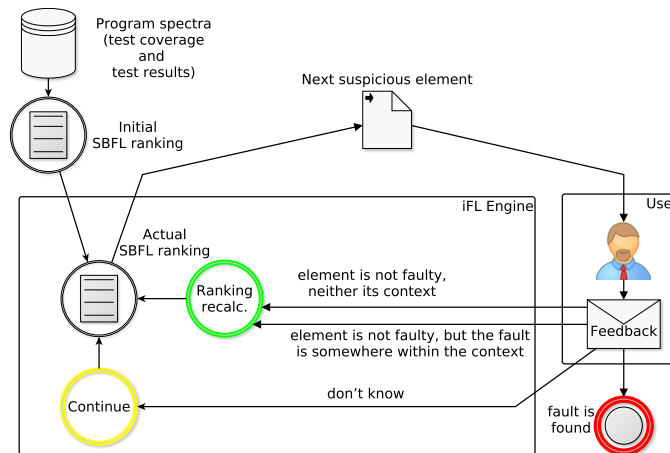 Program spectra
(test coverage
and
test results)
Initial
SBFL ranking
Next suspicious element
iFL Engine
Use
Actual
SBFL ranking
Ranking
recalc.
element is not faulty,
neither its context
element is not faulty, but the fault
is somewhere within the context
Feedback
don't know
Continue
fault is
found